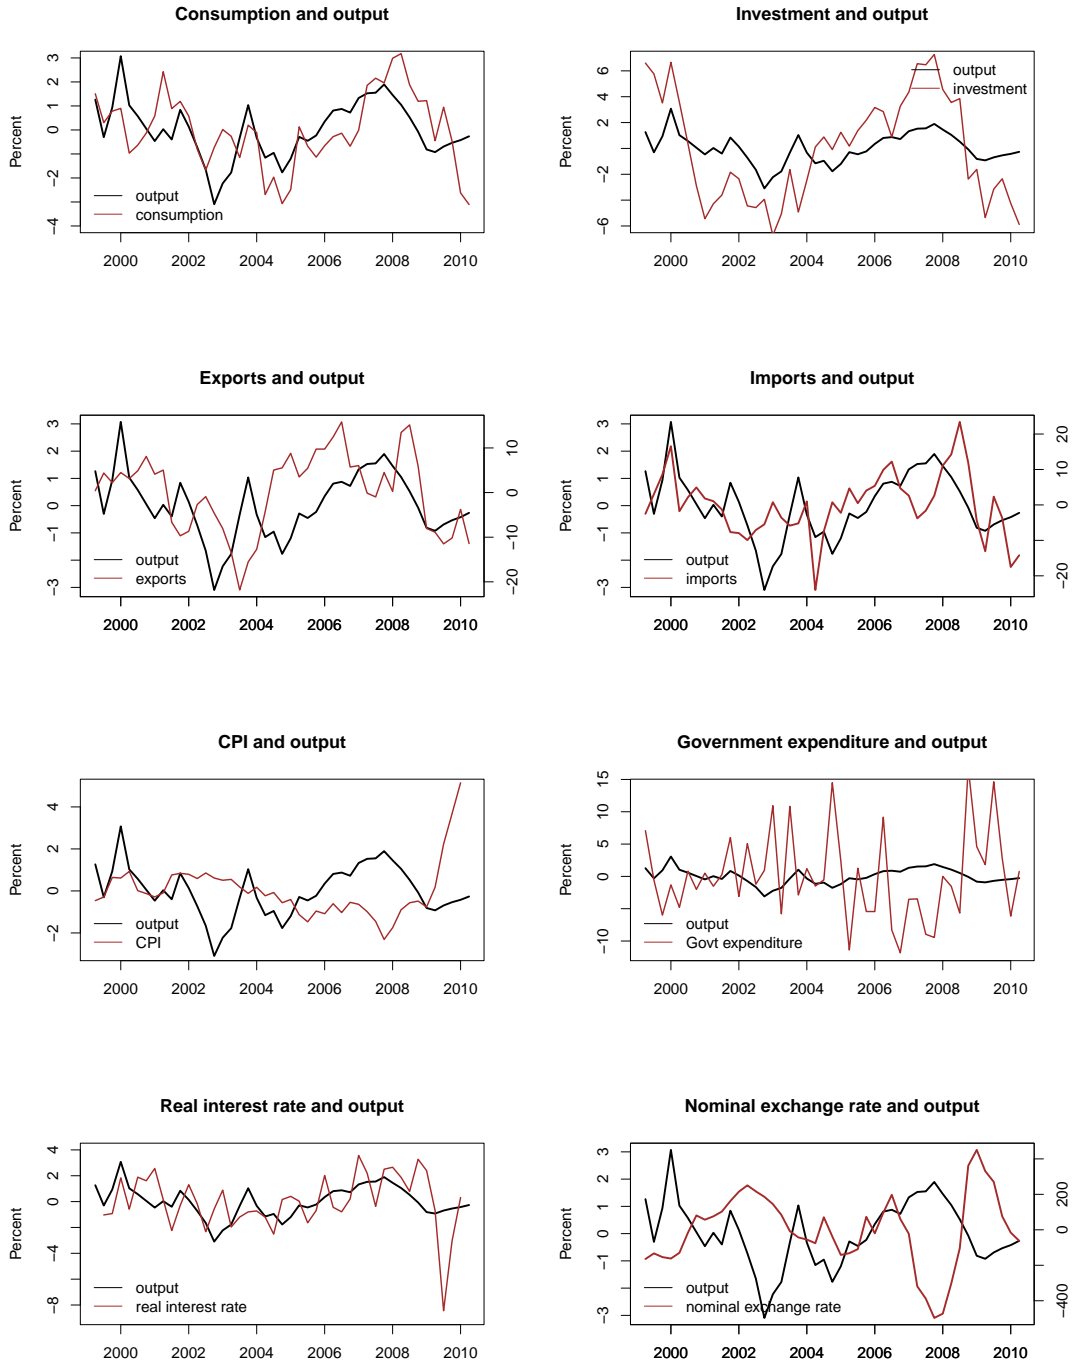 Consumption and output
Percent
3
2
1
0
−2
−4
output
consumption
2000 2002 2004 2006 2008 2010
Investment and output
Percent
6
4
2
−2
−6
output
investment
2000 2002 2004 2006 2008 2010
Exports and output
Percent
3
2
1
0
−1
−3
10
0
−10
−20
output
exports
2000 2002 2004 2006 2008 2010
Imports and output
Percent
3
2
1
0
−1
−3
20
10
0
−20
output
imports
2000 2002 2004 2006 2008 2010
CPI and output
Percent
4
2
0
−2
output
CPI
2000 2002 2004 2006 2008 2010
Government expenditure and output
Percent
15
10
5
0
−10
output
Govt expenditure
2000 2002 2004 2006 2008 2010
Real interest rate and output
Percent
4
2
0
−4
−8
output
real interest rate
2000 2002 2004 2006 2008 2010
Nominal exchange rate and output
Percent
3
2
1
0
−1
−3
200
0
−400
output
nominal exchange rate
2000 2002 2004 2006 2008 2010